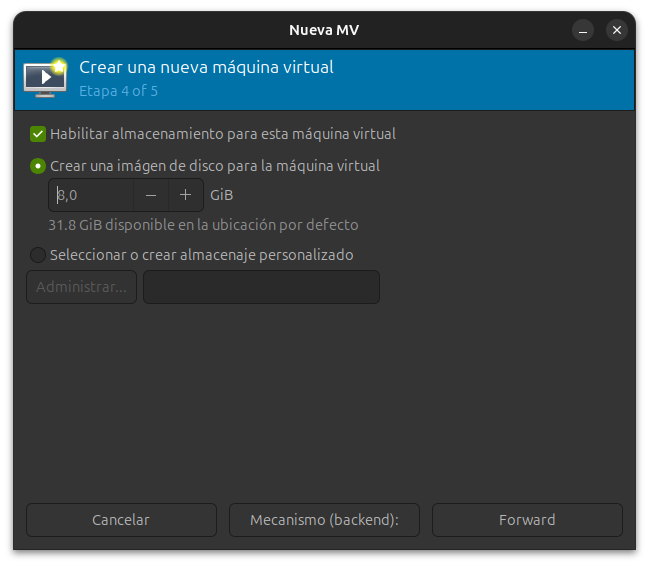 Nueva MV
Crear una nueva máquina virtual
Etapa 4 of 5
Habilitar almacenamiento para esta máquina virtual
Crear una imágen de disco para la máquina virtual
8,0 GiB
31.8 GiB disponible en la ubicación por defecto
Seleccionar o crear almacenaje personalizado
Administrar...
Cancelar
Mecanismo (backend):
Forward